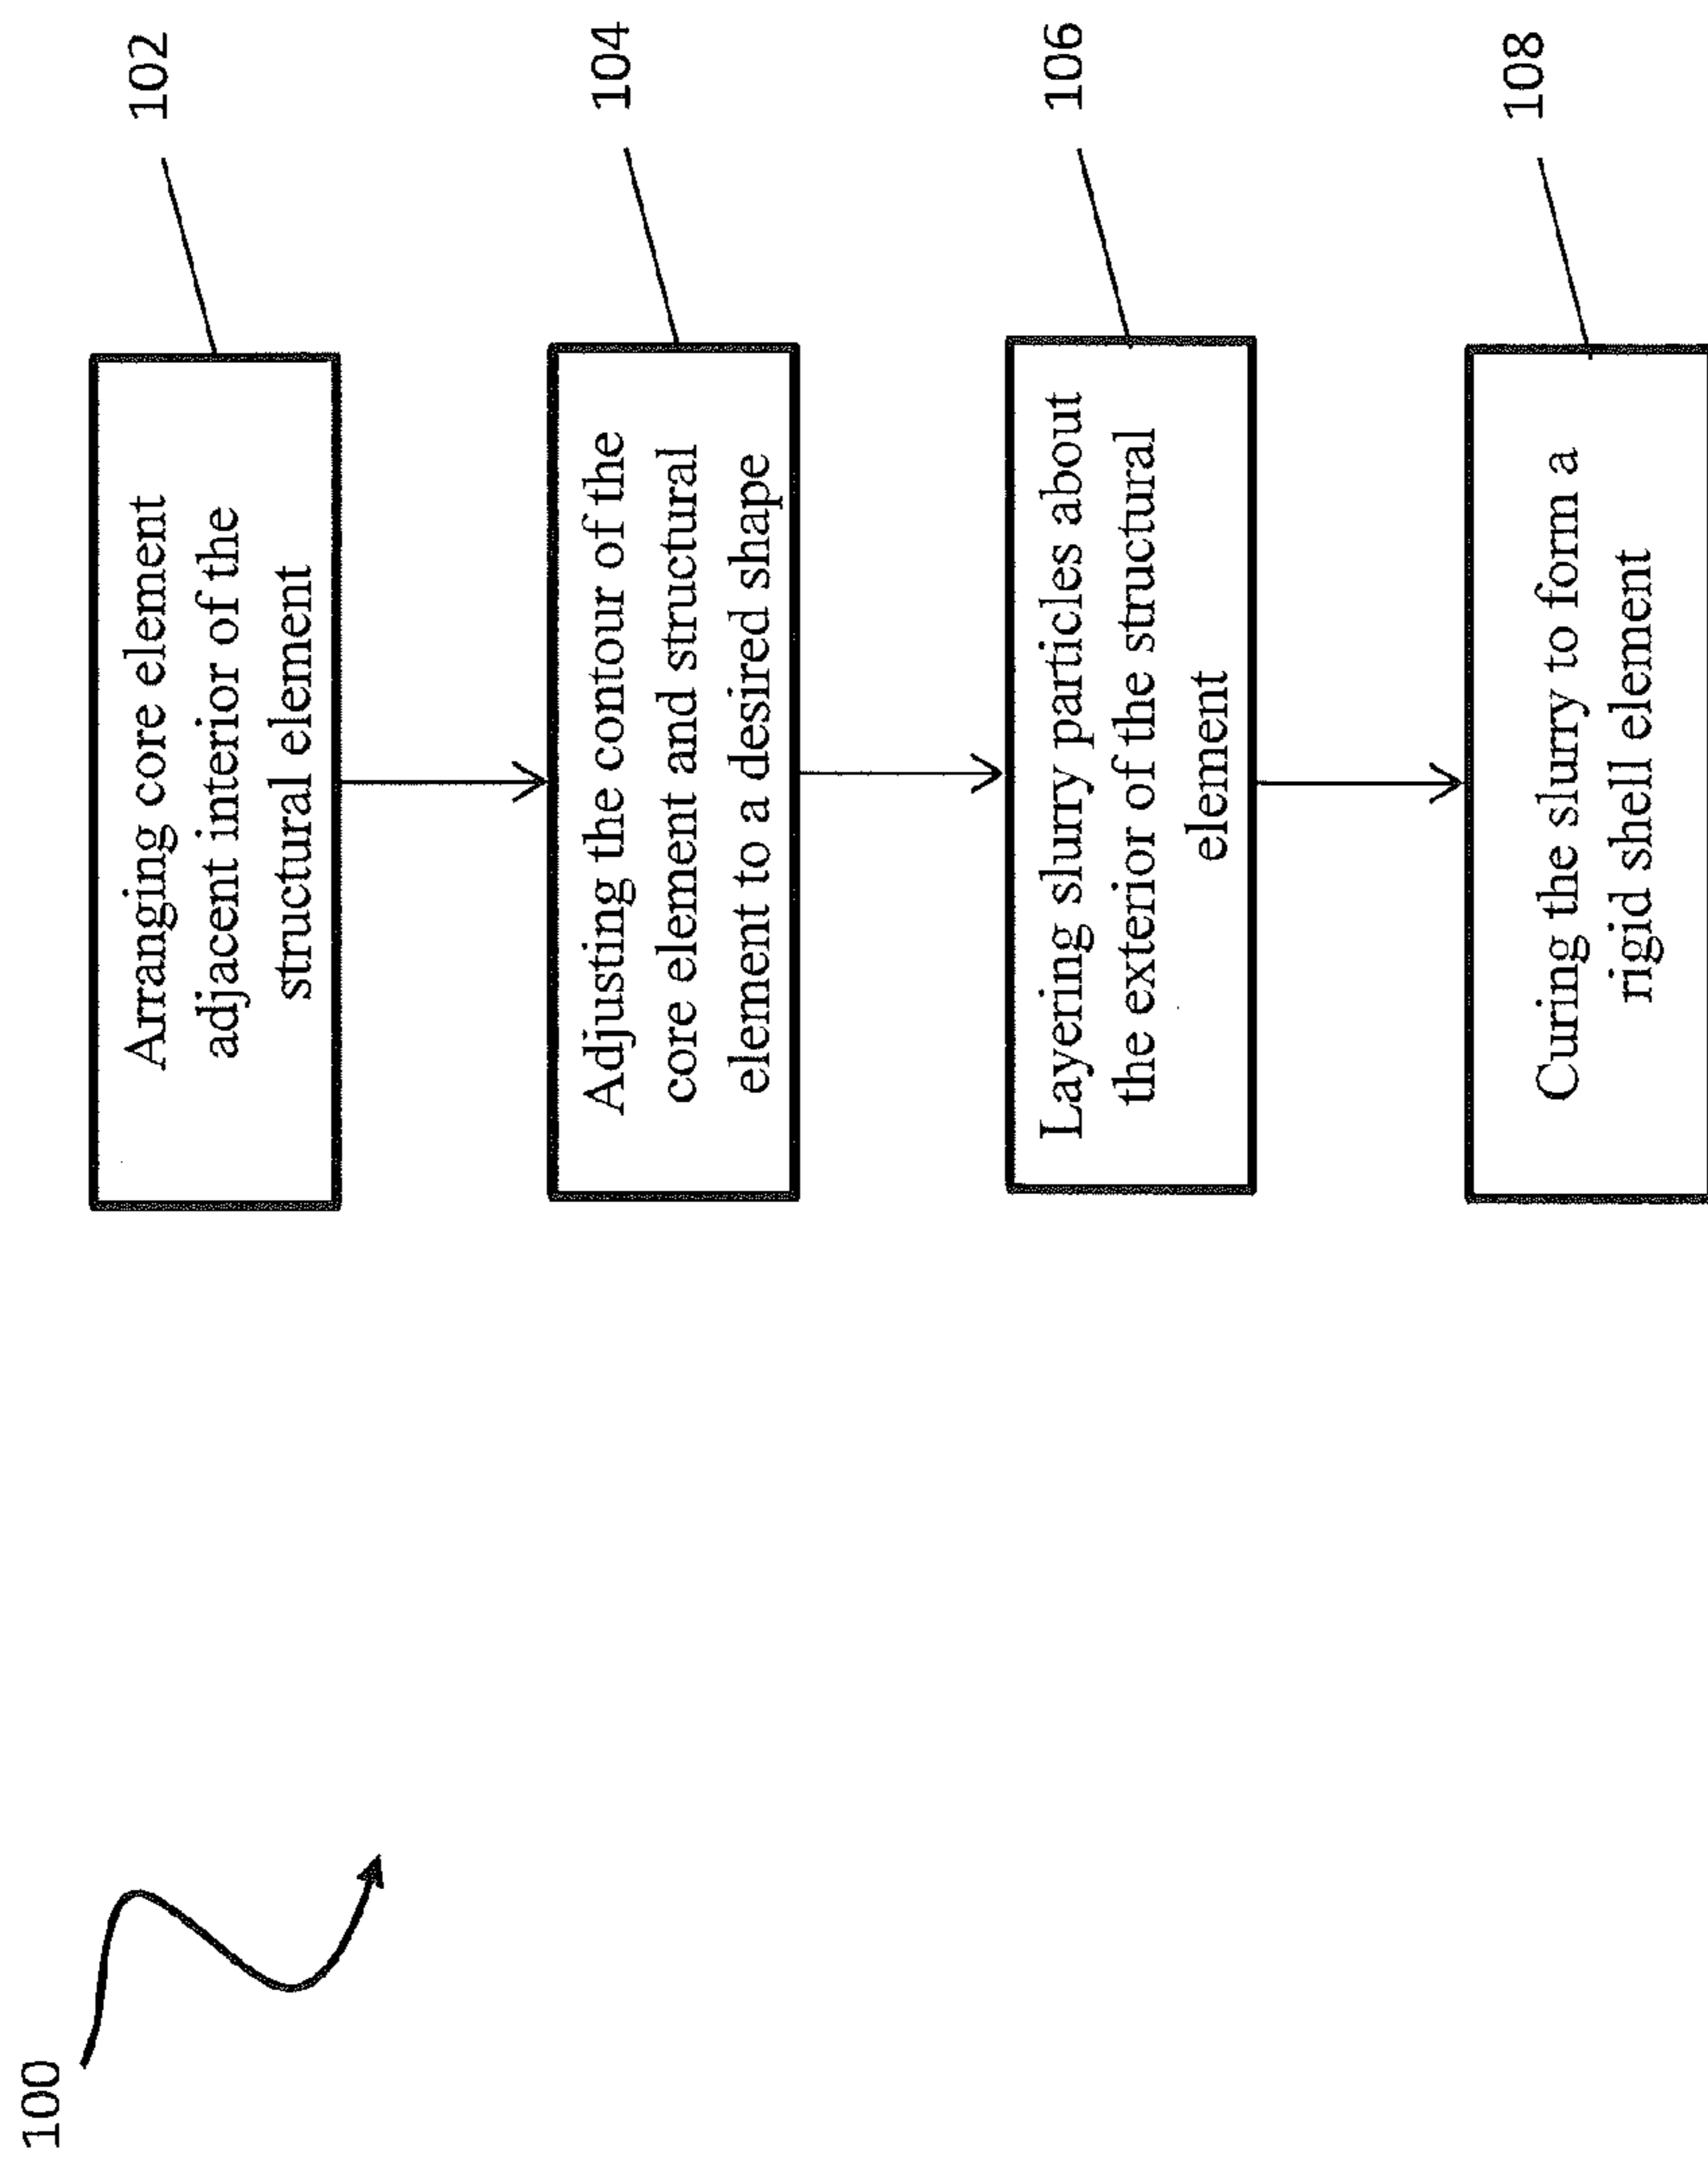 100
Arranging core element
adjacent interior of the
structural element
102
Adjusting the contour of the
core element and structural
element to a desired shape
104
Layering slurry particles about
the exterior of the structural
element
106
Curing the slurry to form a
rigid shell element
108